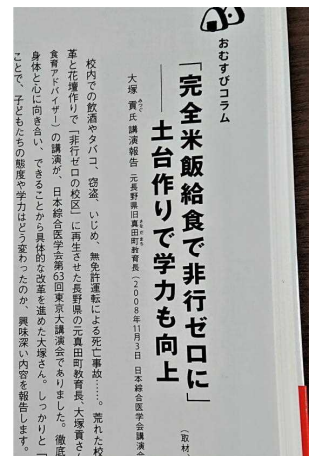 おむすびコラム
「完全米飯給食で非行ゼロに」
――土台作りで学力も向上
大塚 貢氏 講演報告 元長野県旧真田町教育長(2008年11月3日 日本綜合医学会講演会
(取材、
校内での飲酒やタバコ、窃盗、いじめ、無免許運転による死亡事故……。荒れた校
革と花壇作りで「非行ゼロの校区」に再生させた長野県の元真田町教育長、大塚貢さん
食育アドバイザー)の講演が、日本綜合医学会第63回東京大講演会でありました。徹底
身体と心に向き合い、できることから具体的な改革を進めた大塚さん。しっかりと「
ことで、子どもたちの態度や学力はどう変わったのか、興味深い内容を報告します。